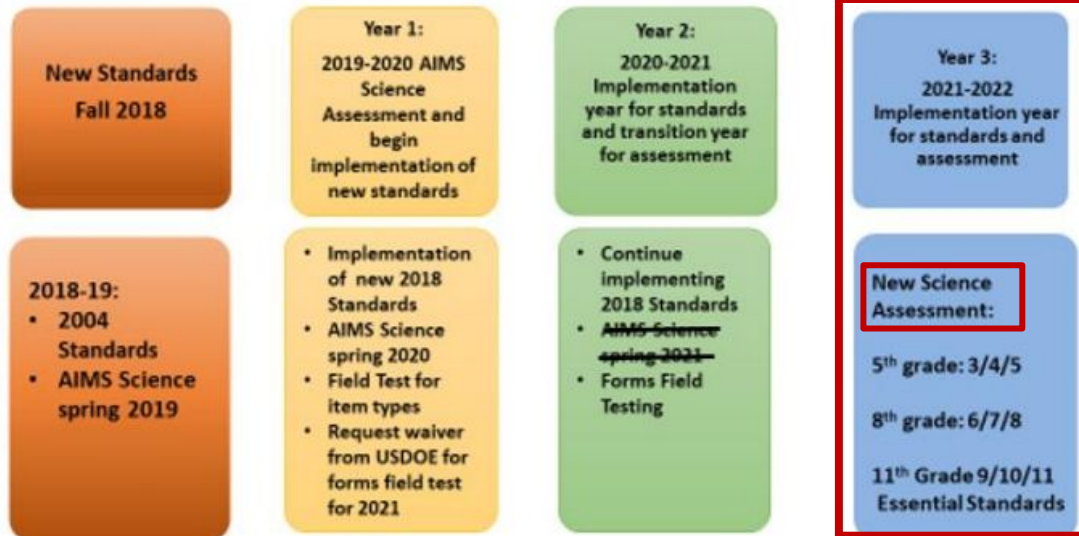 New Standards
Fall 2018
Year 1:
2019-2020 AIMS
Science
Assessment and
begin
implementation of
new standards
Year 2:
2020-2021
Implementation
year for standards
and transition year
for assessment
Year 3:
2021-2022
Implementation year
for standards and
assessment
2018-19:
• 2004
Standards
• AIMS Science
spring 2019
• Implementation
of new 2018
Standards
• AIMS Science
spring 2020
• Field Test for
item types
• Request waiver
from USDOE for
forms field test
for 2021
• Continue
implementing
2018 Standards
• AIMS Science
spring 2021
• Forms Field
Testing
New Science
Assessment:
5th grade: 3/4/5
8th grade: 6/7/8
11th Grade 9/10/11
Essential Standards